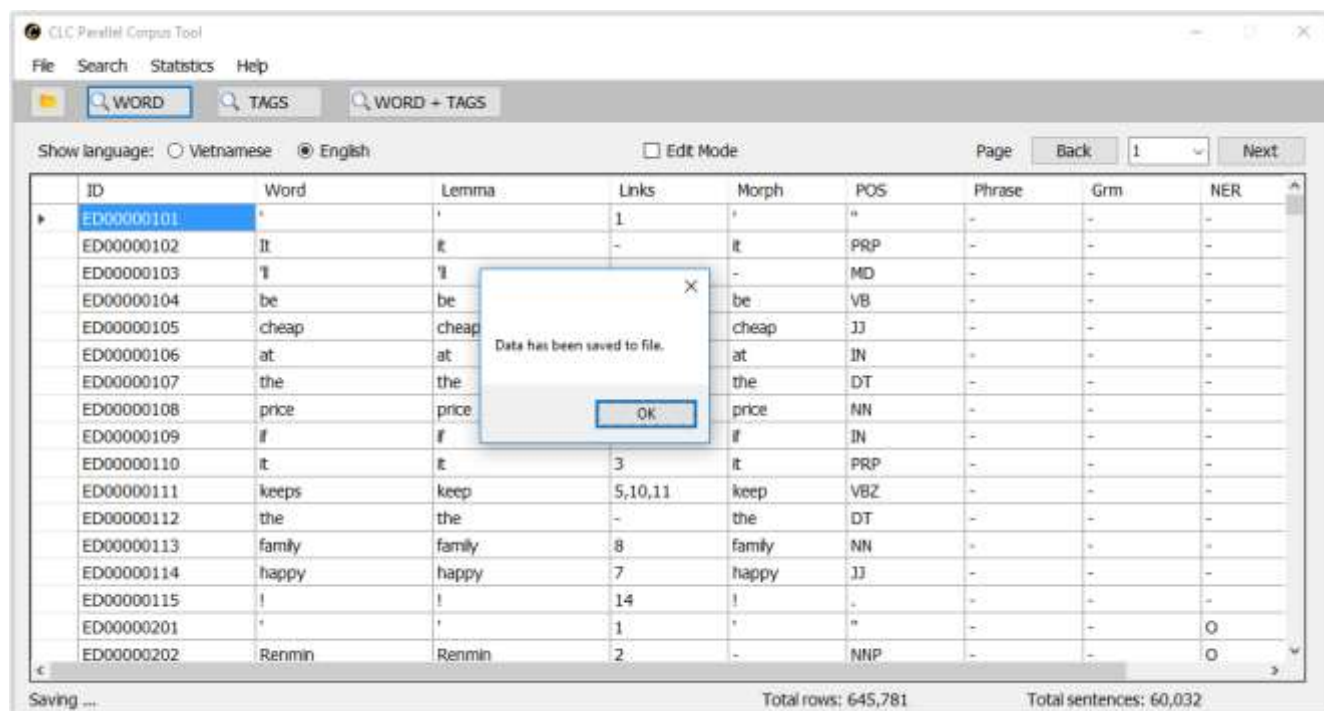 CLC Parallel Corpus Tool
File Search Statistics Help
WORD TAGS WORD + TAGS
Show language: Vietnamese English Edit Mode Page Back 1 Next
ID Word Lemma Links Morph POS Phrase Grm NER
ED00000101 ' ' 1 ' '' - - -
ED00000102 It it - it PRP - - -
ED00000103 'll 'll - MD - - -
ED00000104 be be be VB - - -
ED00000105 cheap cheap cheap JJ - - -
ED00000106 at at at IN - - -
ED00000107 the the the DT - - -
ED00000108 price price price NN - - -
ED00000109 if if if IN - - -
ED00000110 it it 3 it PRP - - -
ED00000111 keeps keep 5,10,11 keep VBZ - - -
ED00000112 the the - the DT - - -
ED00000113 family family 8 family NN - - -
ED00000114 happy happy 7 happy JJ - - -
ED00000115 ! ! 14 ! . - - -
ED00000201 ' ' 1 ' '' - - O
ED00000202 Renmin Renmin 2 - NNP - - O
Data has been saved to file.
OK
Saving ... Total rows: 645,781 Total sentences: 60,032